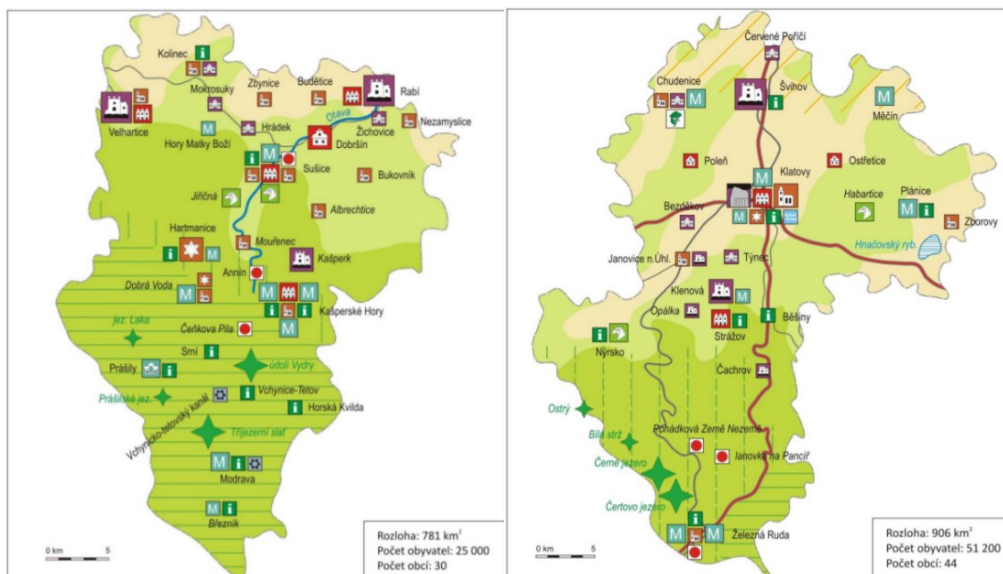 Kolinec
Mokrosuky
Zbynice
Budětice
Rabí
Otava
Nezamyslice
Žichovice
Velhartice
Hory Matky Boží
Hrádek
Dobršín
Sušice
Bukovník
Jiřičná
Albrechtice
Hartmanice
Mouřenec
Kašperk
Annín
Dobrá Voda
Kašperské Hory
Čeňkova Pila
jez. Laka
Srní
údolí Vydry
Prášily
Prášilské jez.
Vchynice-Tetov
Vchynicko-tetovský kanál
Horská Kvilda
Tříjezerní slať
Modrava
Březník
0 km 5
Rozloha: 781 km²
Počet obyvatel: 25 000
Počet obcí: 30
Červené Poříčí
Chudenice
Švihov
Měčín
Poleň
Klatovy
Ostřetice
Habartice
Plánice
Bezděkov
Zborovy
Hnačovský ryb.
Janovice n.Úhl.
Týnec
Klenová
Opálka
Strážov
Běšiny
Nýrsko
Čachrov
Ostrý
Bílá strž
Pohádková Země Nezemě
Janovka na Pancíř
Černé jezero
Čertovo jezero
Železná Ruda
0 km 5
Rozloha: 906 km²
Počet obyvatel: 51 200
Počet obcí: 44